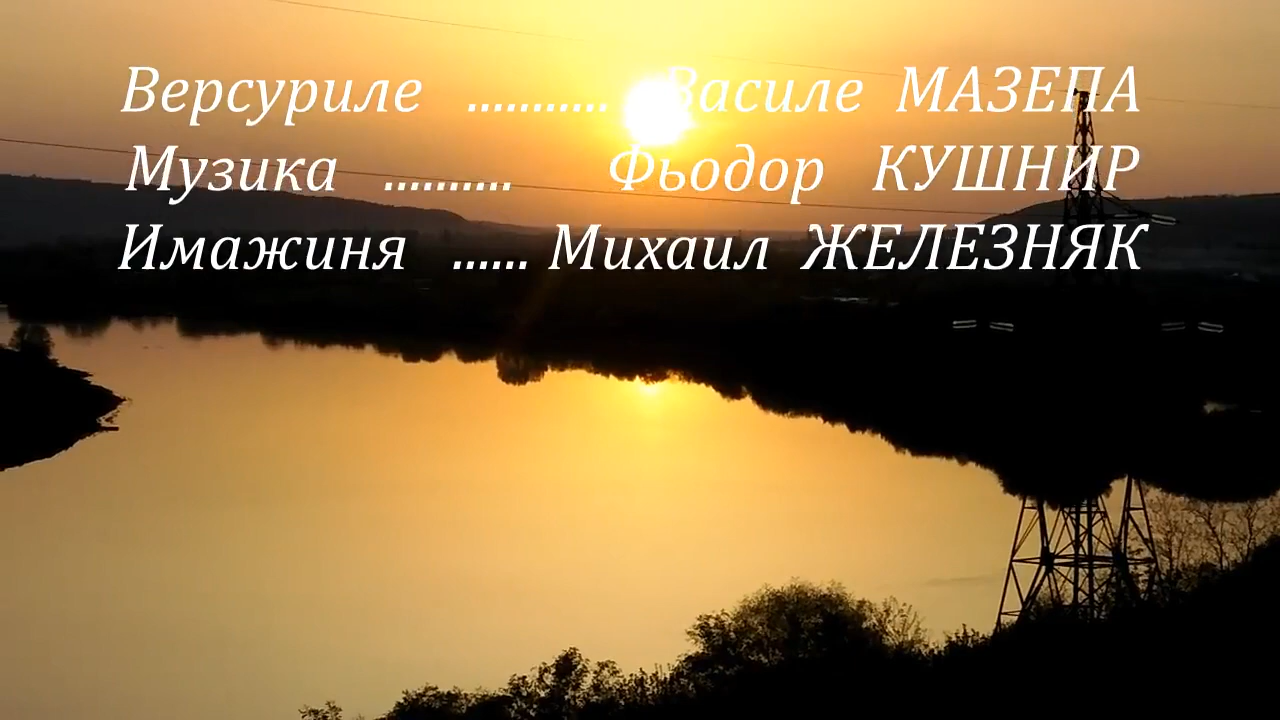 Версуриле ........... Василе МАЗЕПА
Музика .......... Фьодор КУШНИР
Имажиня ...... Михаил ЖЕЛЕЗНЯК